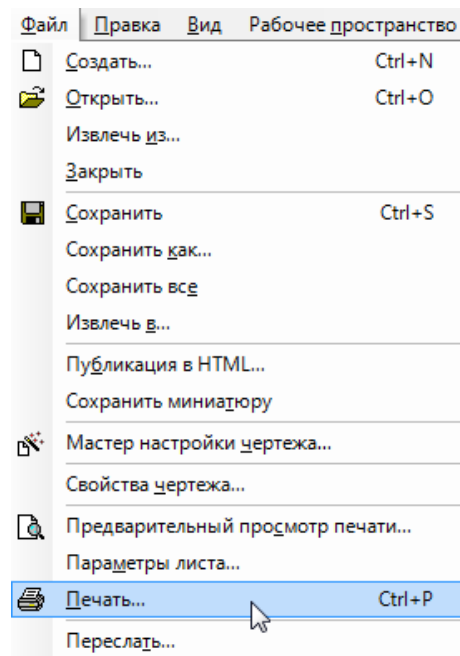 Файл Правка Вид Рабочее пространство
Создать... Ctrl+N
Открыть... Ctrl+O
Извлечь из...
Закрыть
Сохранить Ctrl+S
Сохранить как...
Сохранить все
Извлечь в...
Публикация в HTML...
Сохранить миниатюру
Мастер настройки чертежа...
Свойства чертежа...
Предварительный просмотр печати...
Параметры листа...
Печать... Ctrl+P
Переслать...